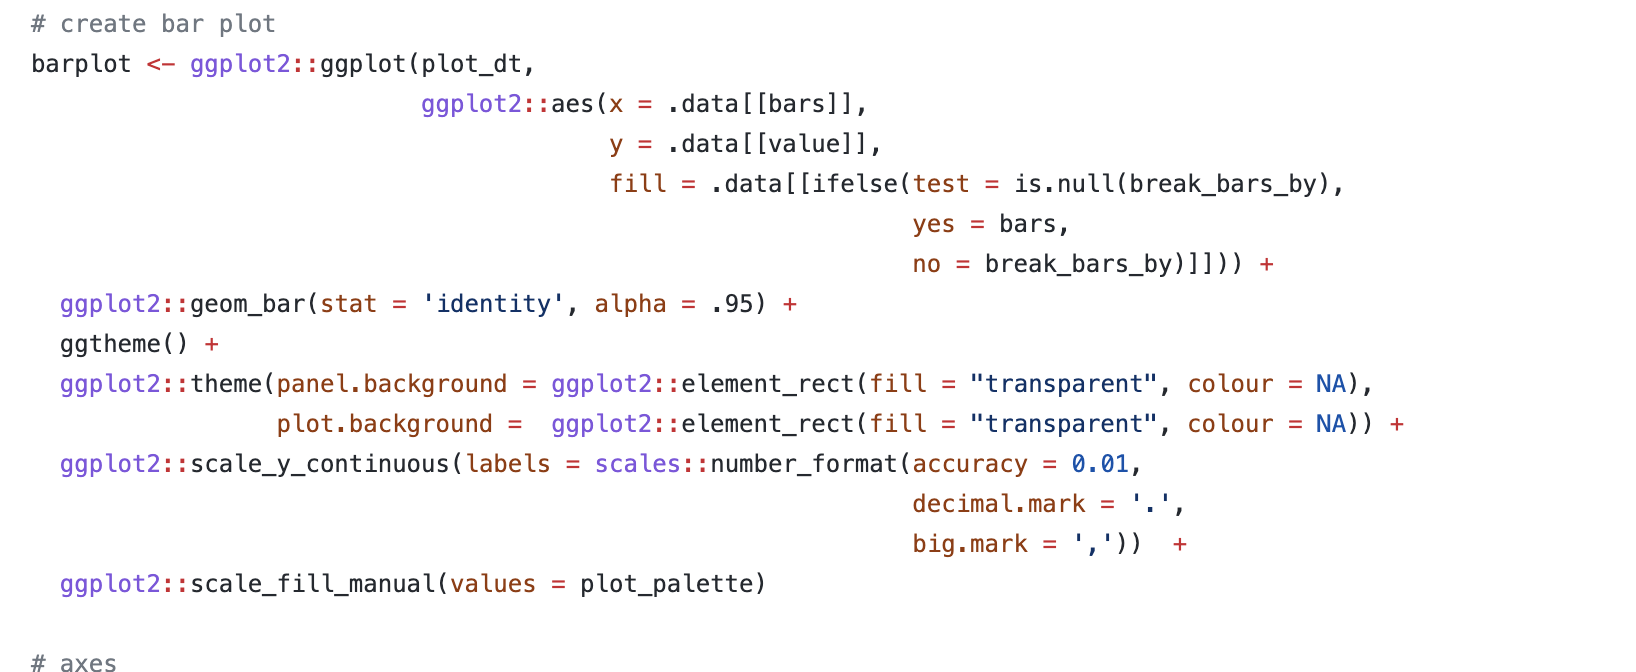 # create bar plot
barplot <- ggplot2::ggplot(plot_dt,
ggplot2::aes(x = .data[[bars]],
y = .data[[value]],
fill = .data[[ifelse(test = is.null(break_bars_by),
yes = bars,
no = break_bars_by)]])) +
ggplot2::geom_bar(stat = 'identity', alpha = .95) +
ggtheme() +
ggplot2::theme(panel.background = ggplot2::element_rect(fill = "transparent", colour = NA),
plot.background =  ggplot2::element_rect(fill = "transparent", colour = NA)) +
ggplot2::scale_y_continuous(labels = scales::number_format(accuracy = 0.01,
decimal.mark = '.',
big.mark = ','))  +
ggplot2::scale_fill_manual(values = plot_palette)
# axes